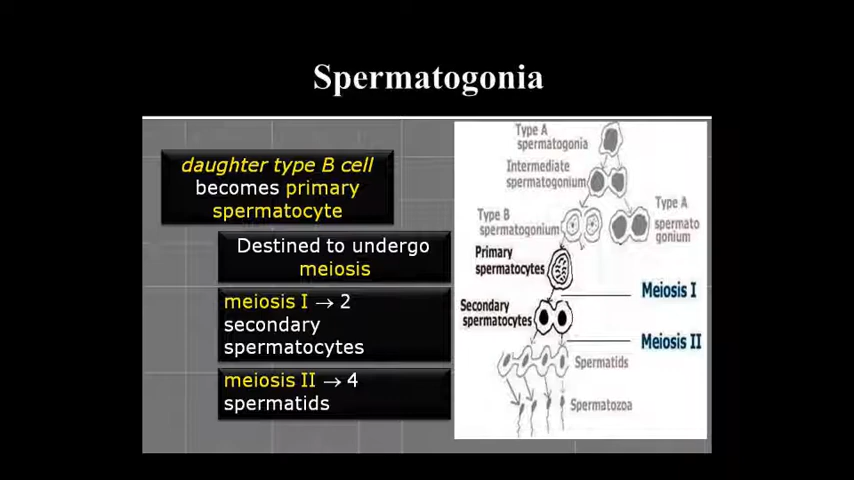 Spermatogonia
daughter type B cell
becomes primary
spermatocyte
Destined to undergo
meiosis
meiosis I → 2
secondary
spermatocytes
meiosis II → 4
spermatids
Type A
spermatogonia
Intermediate
spermatogonium
Type B
spermatogonium
Type A
spermato
gonium
Primary
spermatocytes
Meiosis I
Secondary
spermatocytes
Meiosis II
Spermatids
Spermatozoa